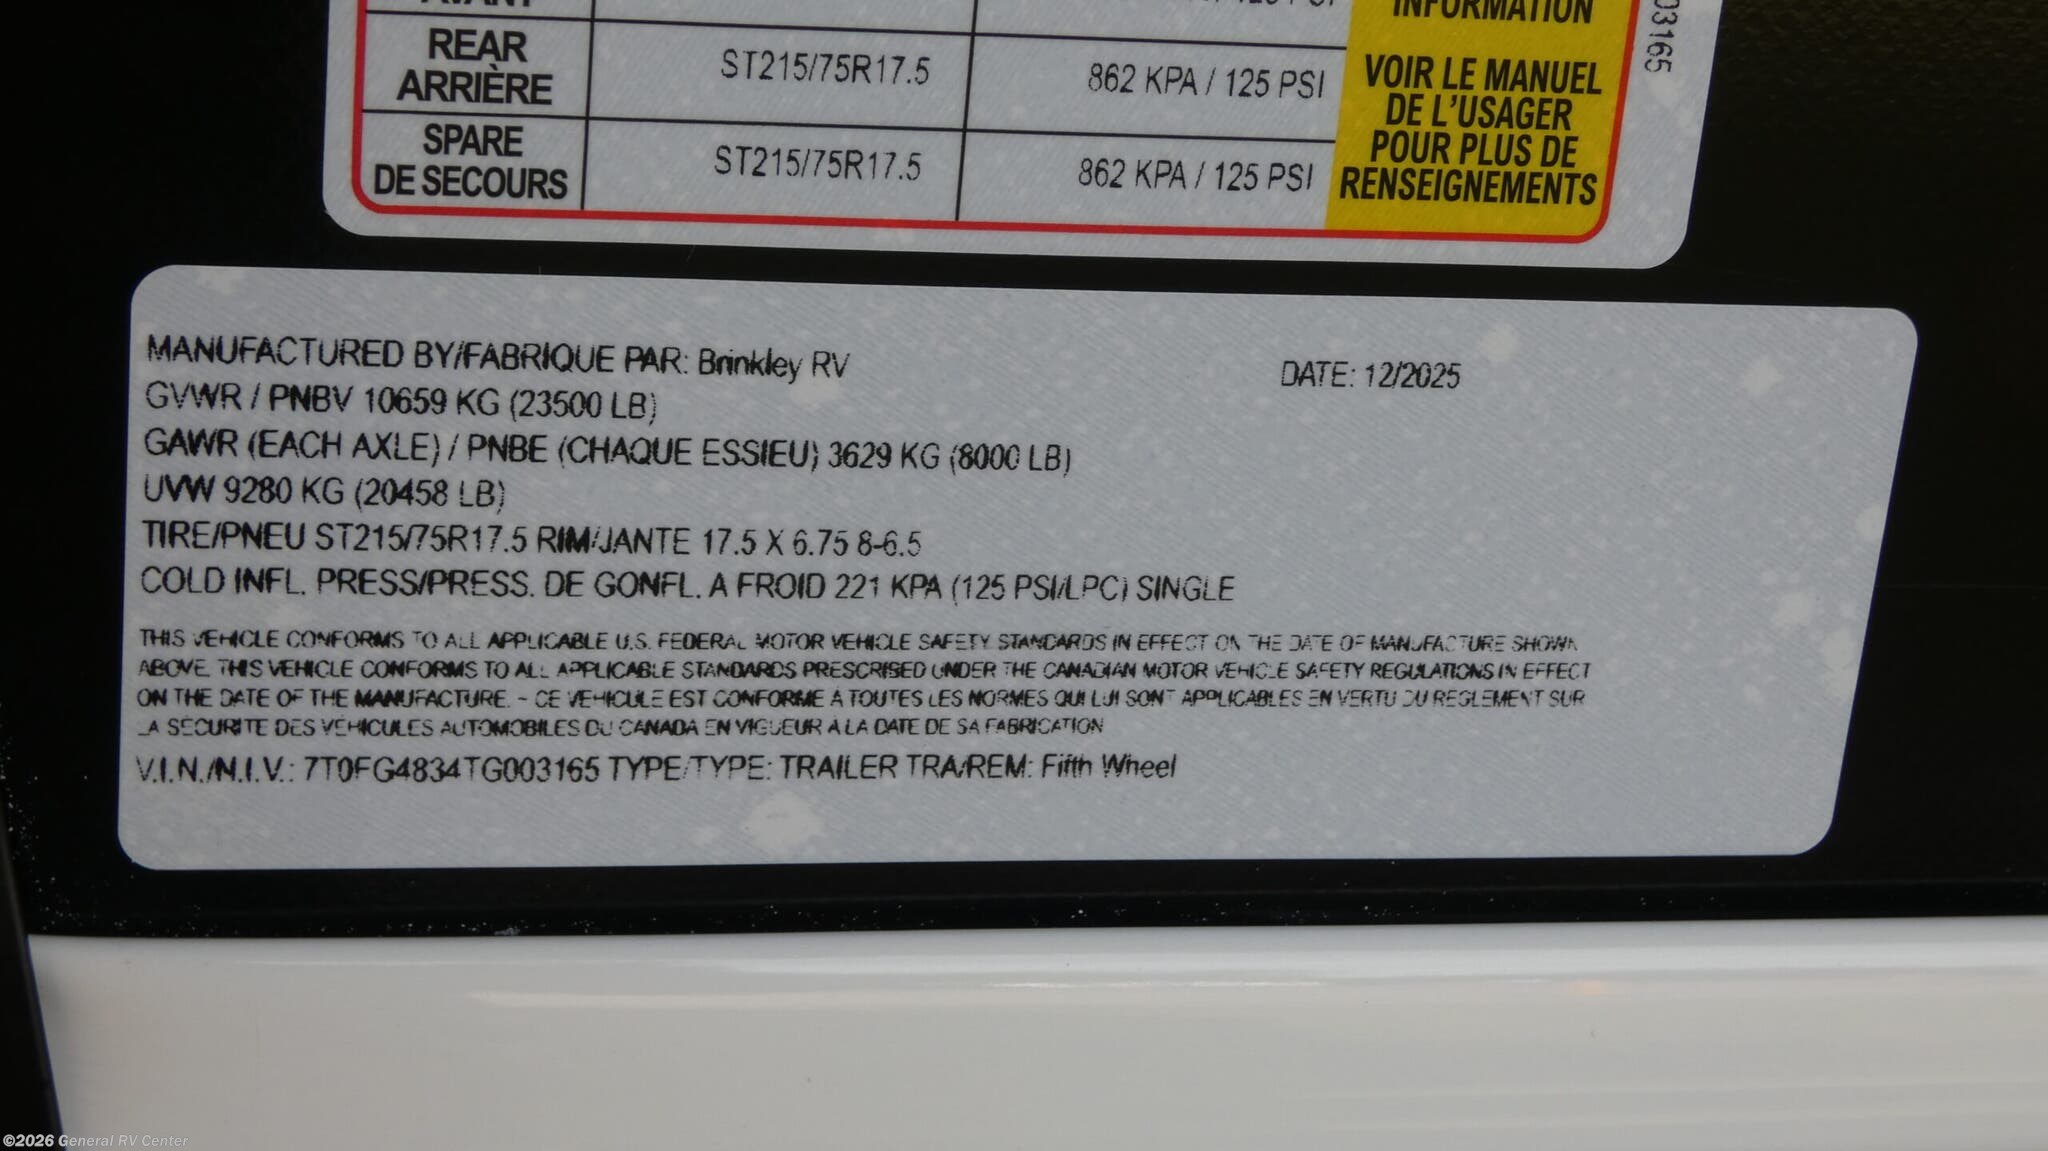 AVANT
INFORMATION
REAR
ARRIÈRE
ST215/75R17.5
862 KPA / 125 PSI
VOIR LE MANUEL
DE L'USAGER
POUR PLUS DE
RENSEIGNEMENTS
SPARE
DE SECOURS
ST215/75R17.5
862 KPA / 125 PSI
03165
MANUFACTURED BY/FABRIQUE PAR: Brinkley RV
DATE: 12/2025
GVWR / PNBV 10659 KG (23500 LB)
GAWR (EACH AXLE) / PNBE (CHAQUE ESSIEU) 3629 KG (8000 LB)
UVW 9280 KG (20458 LB)
TIRE/PNEU ST215/75R17.5 RIM/JANTE 17.5 X 6.75 8-6.5
COLD INFL. PRESS/PRESS. DE GONFL. A FROID 221 KPA (125 PSI/LPC) SINGLE
THIS VEHICLE CONFORMS TO ALL APPLICABLE U.S. FEDERAL MOTOR VEHICLE SAFETY STANDARDS IN EFFECT ON THE DATE OF MANUFACTURE SHOWN
ABOVE. THIS VEHICLE CONFORMS TO ALL APPLICABLE STANDARDS PRESCRISED UNDER THE CANADIAN MOTOR VEHICLE SAFETY REGULATIONS IN EFFECT
ON THE DATE OF THE MANUFACTURE. - CE VEHICULE EST CONFORME À TOUTES LES NORMES QUI LUI SONT APPLICABLES EN VERTU DU REGLEMENT SUR
LA SÉCURITE DES VEHICULES AUTOMOBILES DU CANADA EN VIGUEUR À LA DATE DE SA FABRICATION
V.I.N./N.I.V.: 7T0FG4834TG003165 TYPE/TYPE: TRAILER TRA/REM: Fifth Wheel
©2026 General RV Center